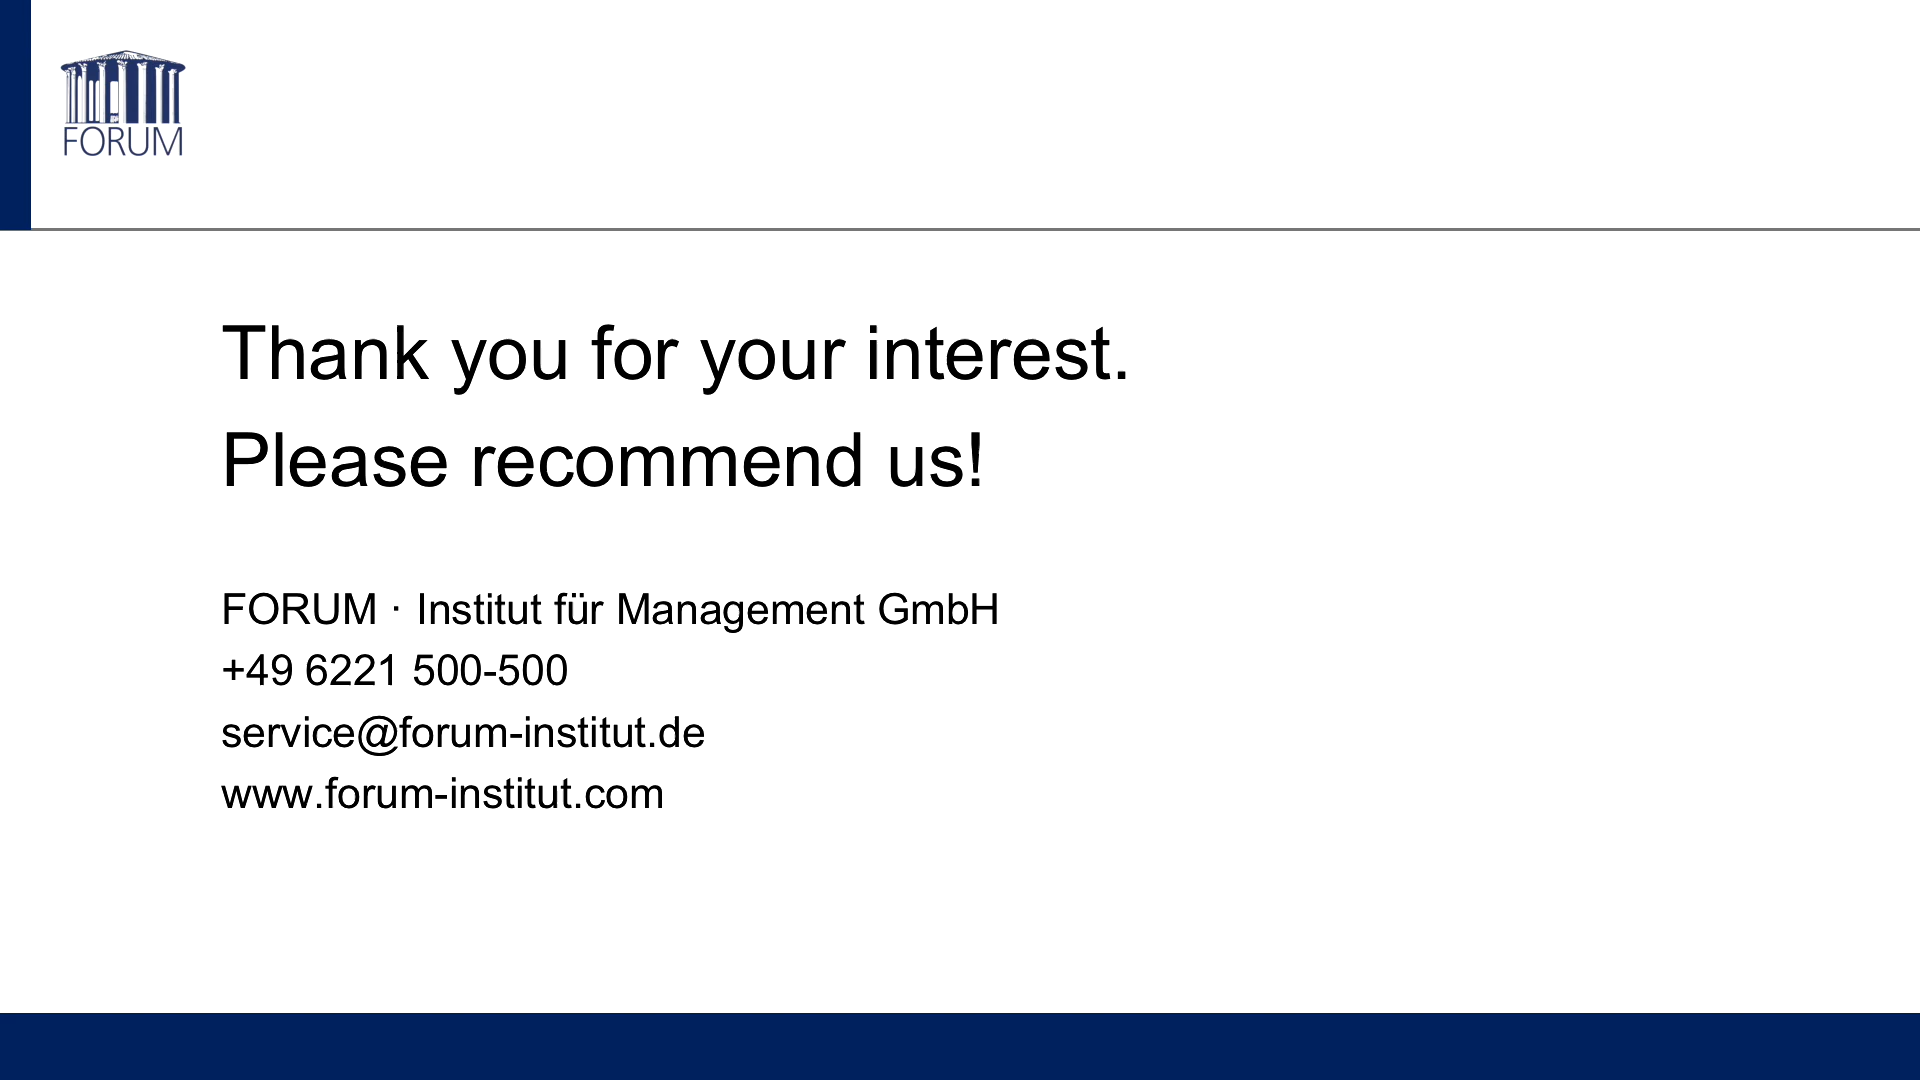 FORUM
Thank you for your interest.
Please recommend us!
FORUM · Institut für Management GmbH
+49 6221 500-500
service@forum-institut.de
www.forum-institut.com